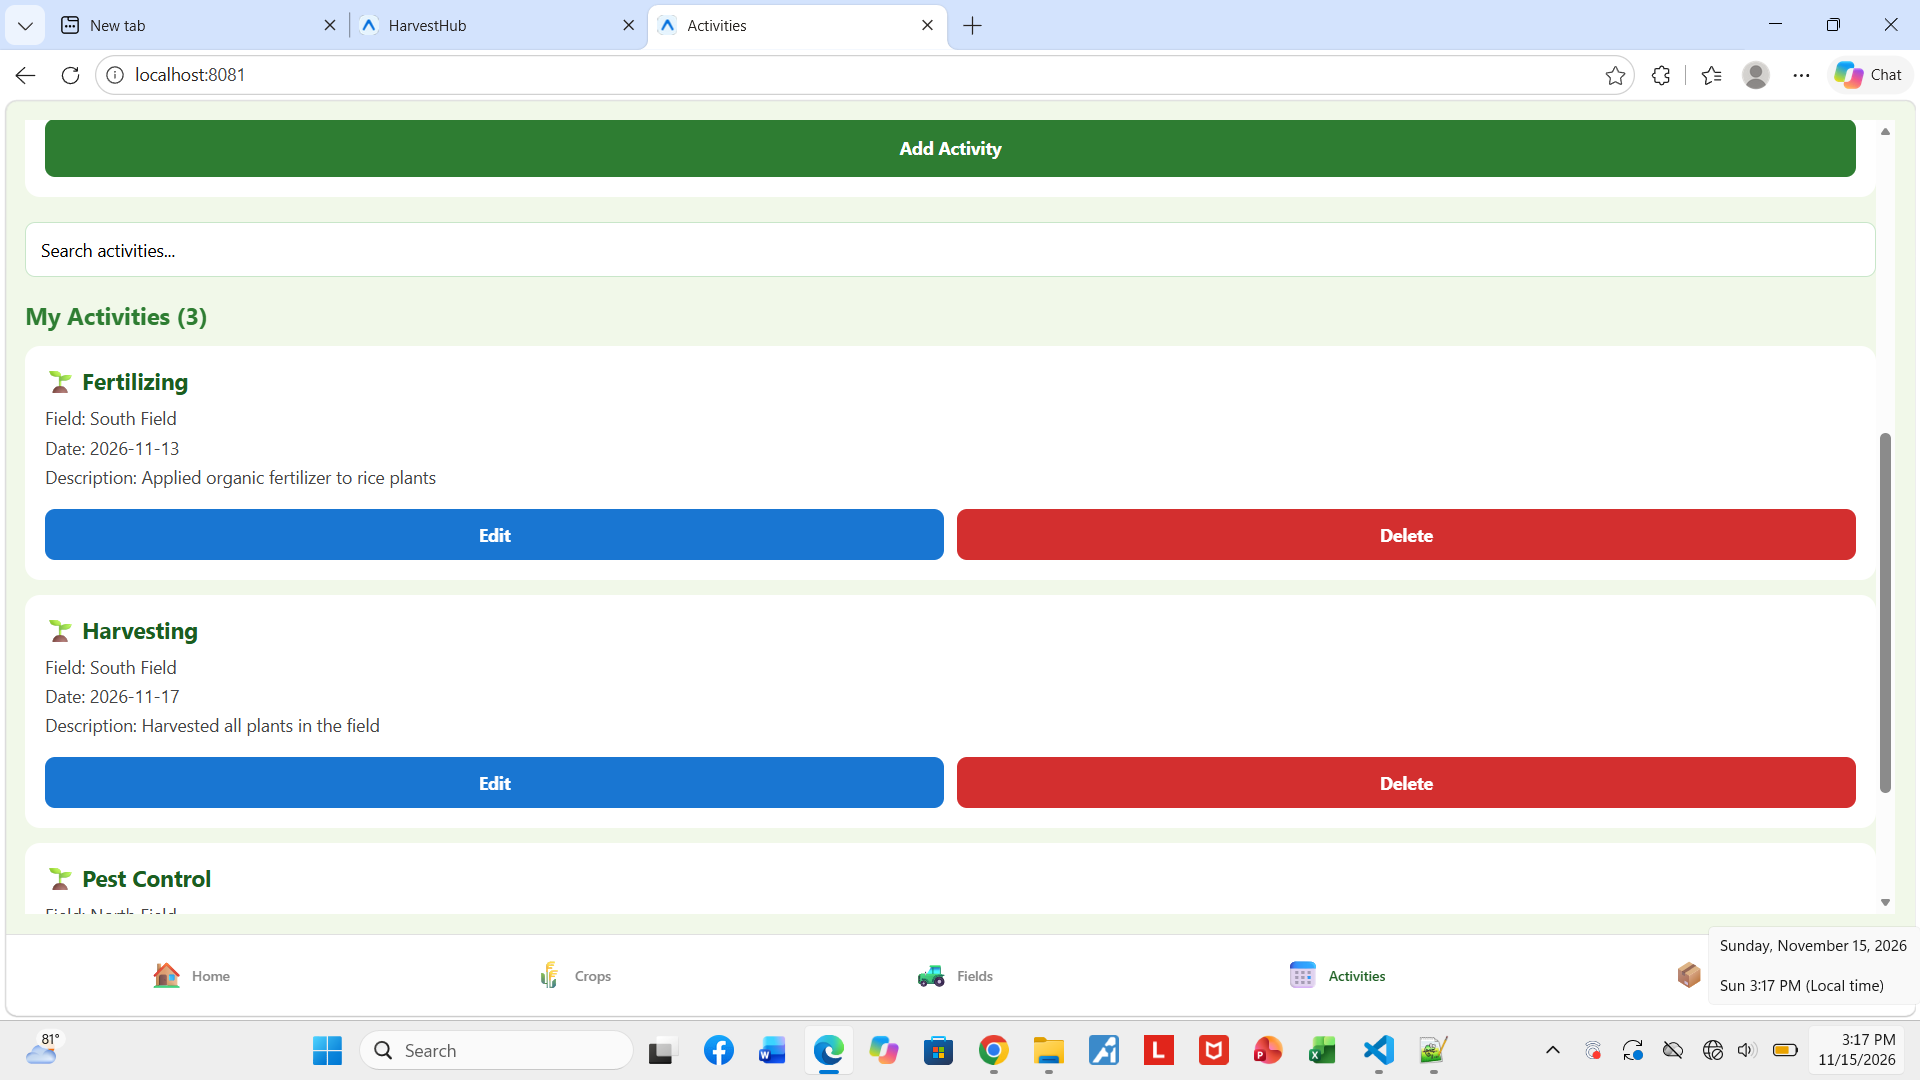 New tab
HarvestHub
Activities
localhost:8081
Chat
Add Activity
Search activities...
My Activities (3)
Fertilizing
Field: South Field
Date: 2026-11-13
Description: Applied organic fertilizer to rice plants
Edit
Delete
Harvesting
Field: South Field
Date: 2026-11-17
Description: Harvested all plants in the field
Edit
Delete
Pest Control
Field: North Field
Home
Crops
Fields
Activities
Sunday, November 15, 2026
Sun 3:17 PM (Local time)
81°
Search
3:17 PM
11/15/2026